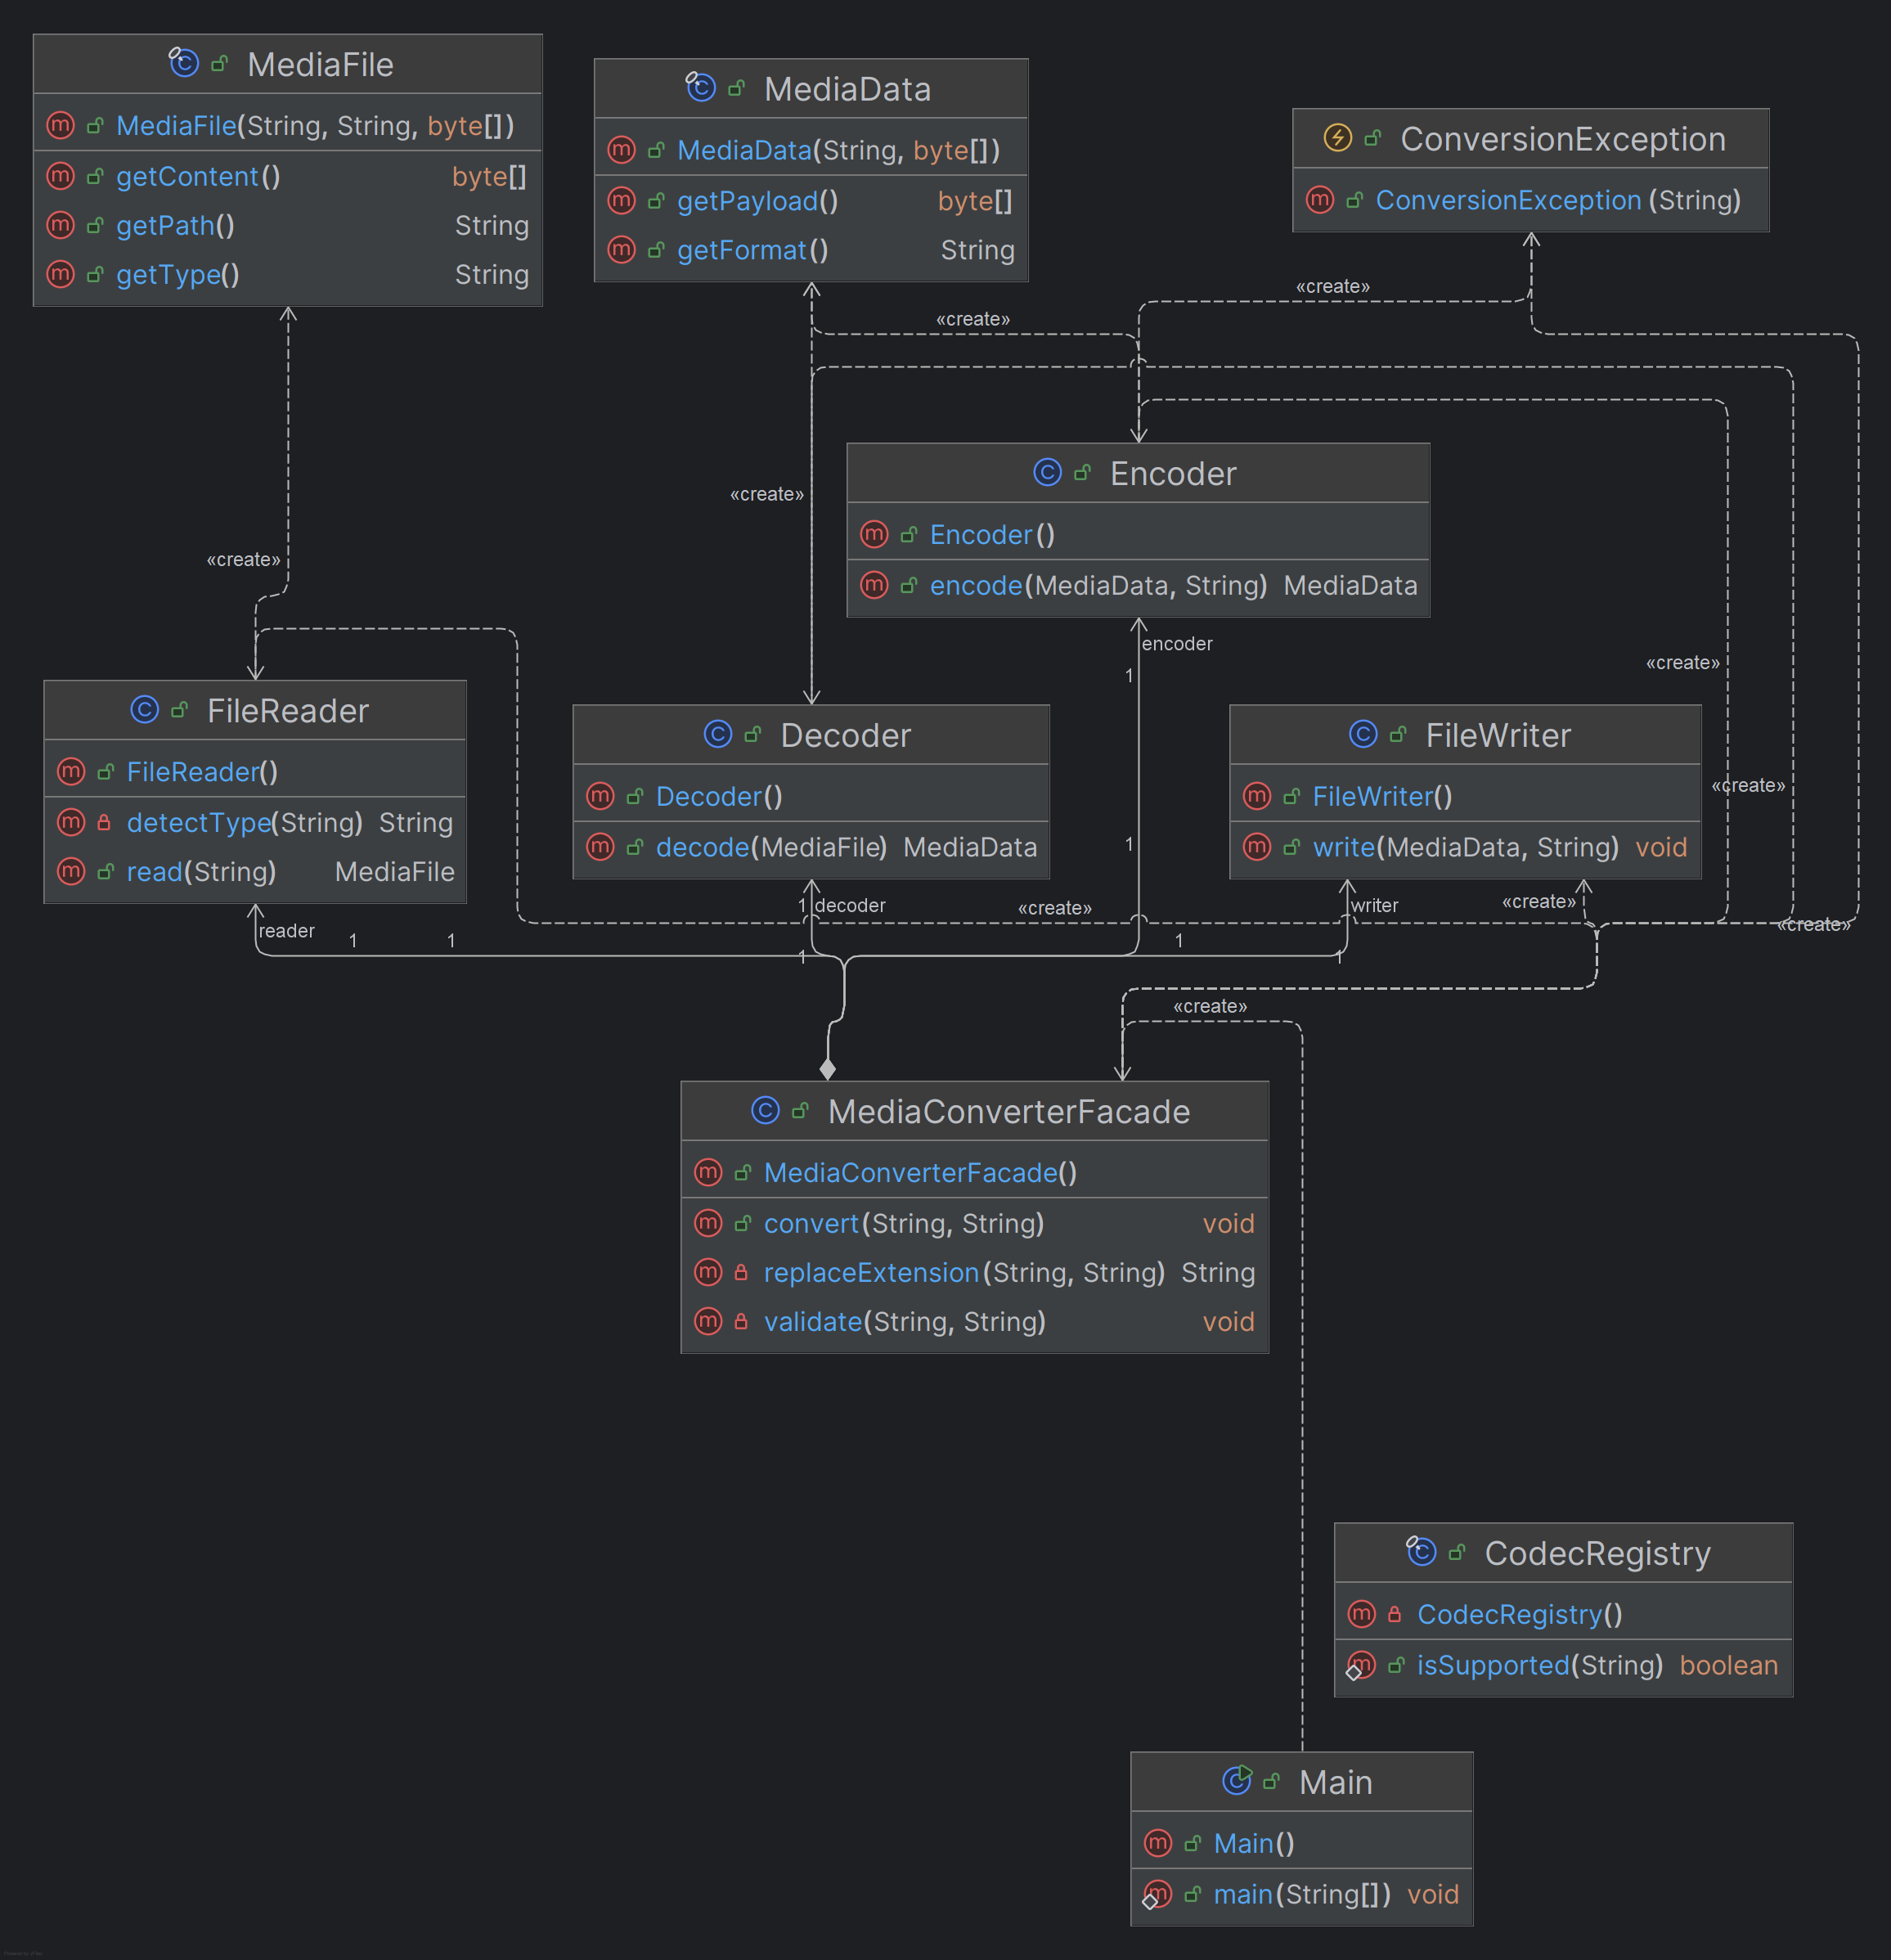 MediaFile
MediaFile(String, String, byte[])
getContent() byte[]
getPath() String
getType() String
MediaData
MediaData(String, byte[])
getPayload() byte[]
getFormat() String
ConversionException
ConversionException(String)
«create»
«create»
«create»
«create»
Encoder
Encoder()
encode(MediaData, String) MediaData
encoder
1
«create»
«create»
1
FileReader
FileReader()
detectType(String) String
read(String) MediaFile
Decoder
Decoder()
decode(MediaFile) MediaData
FileWriter
FileWriter()
write(MediaData, String) void
reader
1
1
1
decoder
1
«create»
1
writer
1
«create»
«create»
«create»
MediaConverterFacade
MediaConverterFacade()
convert(String, String) void
replaceExtension(String, String) String
validate(String, String) void
CodecRegistry
CodecRegistry()
isSupported(String) boolean
Main
Main()
main(String[]) void